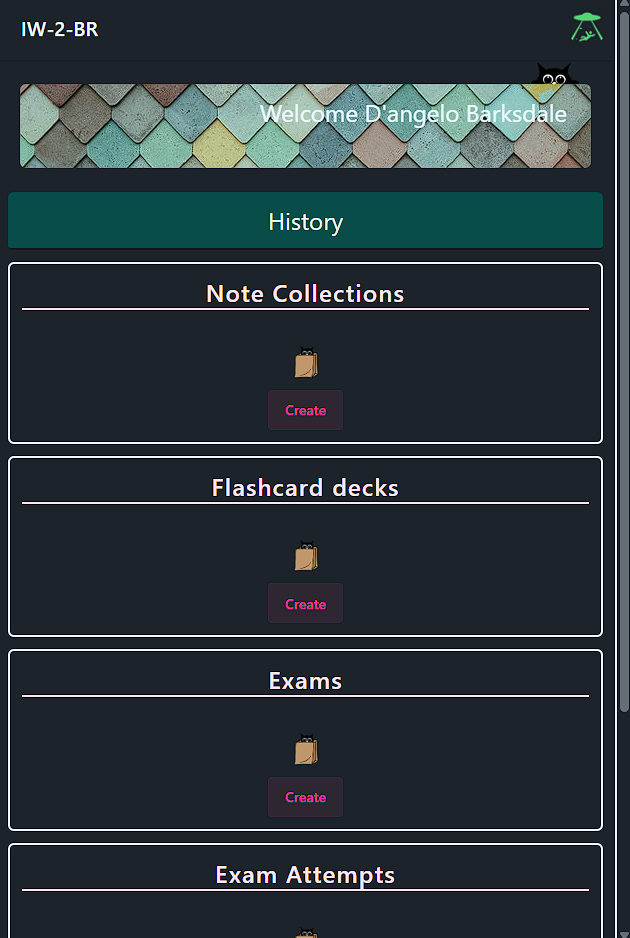 IW-2-BR
Welcome D'angelo Barksdale
History
Note Collections
Create
Flashcard decks
Create
Exams
Create
Exam Attempts